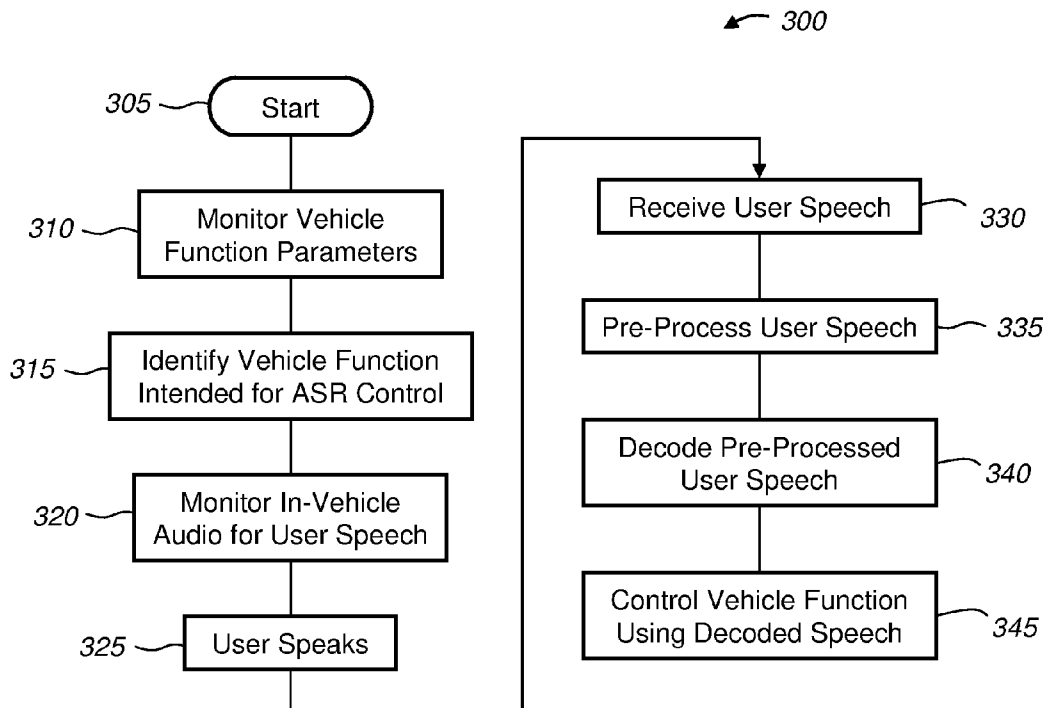 300
305
Start
310
Monitor Vehicle
Function Parameters
315
Identify Vehicle Function
Intended for ASR Control
320
Monitor In-Vehicle
Audio for User Speech
325
User Speaks
Receive User Speech
330
Pre-Process User Speech
335
Decode Pre-Processed
User Speech
340
Control Vehicle Function
Using Decoded Speech
345